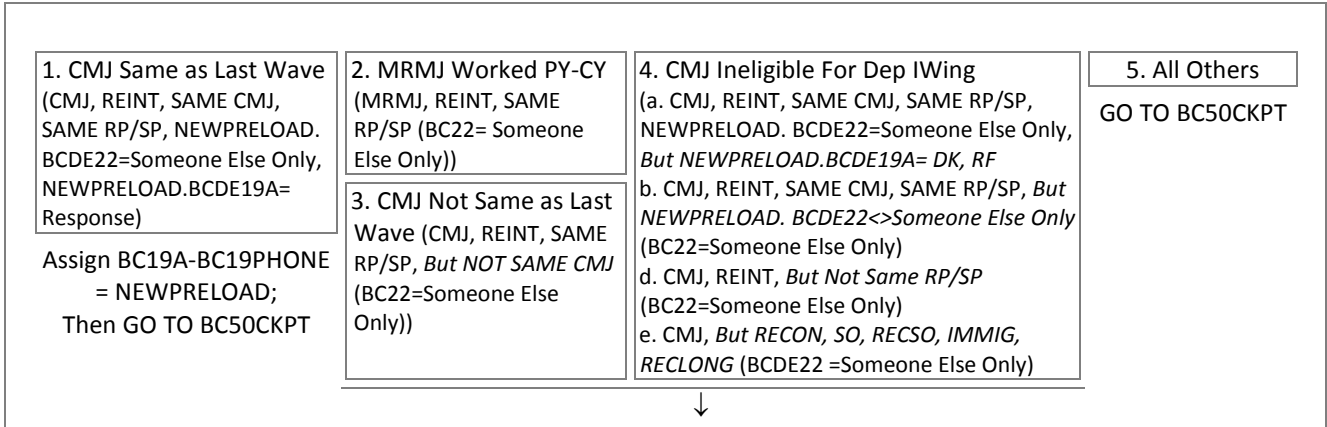 1. CMJ Same as Last Wave
(CMJ, REINT, SAME CMJ,
SAME RP/SP, NEWPRELOAD.
BCDE22=Someone Else Only,
NEWPRELOAD.BCDE19A=
Response)
Assign BC19A-BC19PHONE
= NEWPRELOAD;
Then GO TO BC50CKPT
2. MRMJ Worked PY-CY
(MRMJ, REINT, SAME
RP/SP (BC22= Someone
Else Only))
3. CMJ Not Same as Last
Wave (CMJ, REINT, SAME
RP/SP, But NOT SAME CMJ
(BC22=Someone Else
Only))
4. CMJ Ineligible For Dep IWing
(a. CMJ, REINT, SAME CMJ, SAME RP/SP,
NEWPRELOAD. BCDE22=Someone Else Only,
But NEWPRELOAD.BCDE19A= DK, RF
b. CMJ, REINT, SAME CMJ, SAME RP/SP, But
NEWPRELOAD. BCDE22<>Someone Else Only
(BC22=Someone Else Only)
d. CMJ, REINT, But Not Same RP/SP
(BC22=Someone Else Only)
e. CMJ, But RECON, SO, RECSO, IMMIG,
RECLONG (BCDE22 =Someone Else Only)
5. All Others
GO TO BC50CKPT
↓